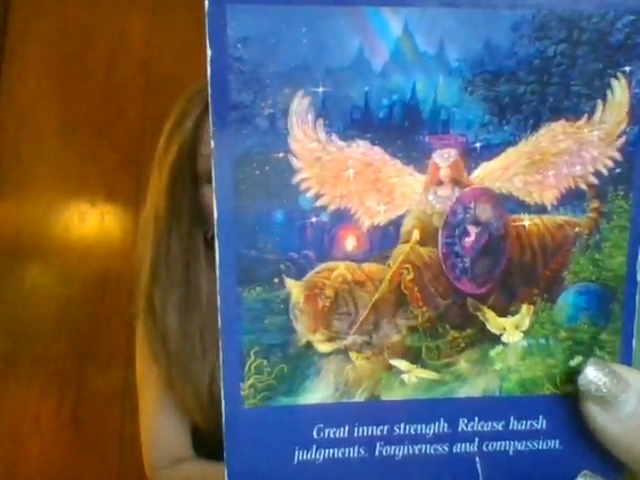 Great inner strength. Release harsh
judgments. Forgiveness and compassion.